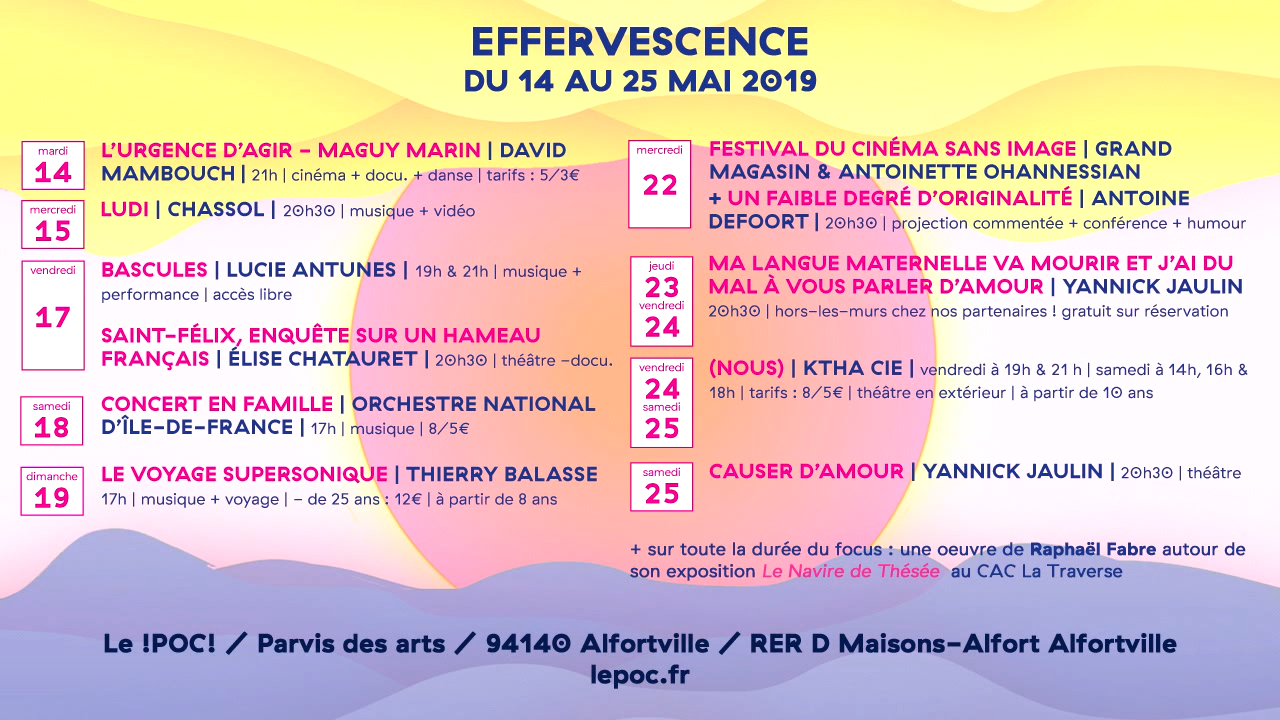 EFFERVESCENCE
DU 14 AU 25 MAI 2019
mardi
14
L'URGENCE D'AGIR - MAGUY MARIN | DAVID
MAMBOUCH | 21h | cinéma + docu. + danse | tarifs : 5/3€
mercredi
15
LUDI | CHASSOL | 20h30 | musique + vidéo
vendredi
17
BASCULES | LUCIE ANTUNES | 19h & 21h | musique +
performance | accès libre
SAINT-FÉLIX, ENQUÊTE SUR UN HAMEAU
FRANÇAIS | ÉLISE CHATAURET | 20h30 | théâtre -docu.
samedi
18
CONCERT EN FAMILLE | ORCHESTRE NATIONAL
D'ÎLE-DE-FRANCE | 17h | musique | 8/5€
dimanche
19
LE VOYAGE SUPERSONIQUE | THIERRY BALASSE
17h | musique + voyage | - de 25 ans : 12€ | à partir de 8 ans
mercredi
22
FESTIVAL DU CINÉMA SANS IMAGE | GRAND
MAGASIN & ANTOINETTE OHANNESSIAN
+ UN FAIBLE DEGRÉ D'ORIGINALITÉ | ANTOINE
DEFOORT | 20h30 | projection commentée + conférence + humour
jeudi
23
vendredi
24
MA LANGUE MATERNELLE VA MOURIR ET J'AI DU
MAL À VOUS PARLER D'AMOUR | YANNICK JAULIN
20h30 | hors-les-murs chez nos partenaires ! gratuit sur réservation
vendredi
24
samedi
25
(NOUS) | KTHA CIE | vendredi à 19h & 21 h | samedi à 14h, 16h &
18h | tarifs : 8/5€ | théâtre en extérieur | à partir de 10 ans
samedi
25
CAUSER D'AMOUR | YANNICK JAULIN | 20h30 | théâtre
+ sur toute la durée du focus : une oeuvre de Raphaël Fabre autour de
son exposition Le Navire de Thésée au CAC La Traverse
Le !POC! / Parvis des arts / 94140 Alfortville / RER D Maisons-Alfort Alfortville
lepoc.fr